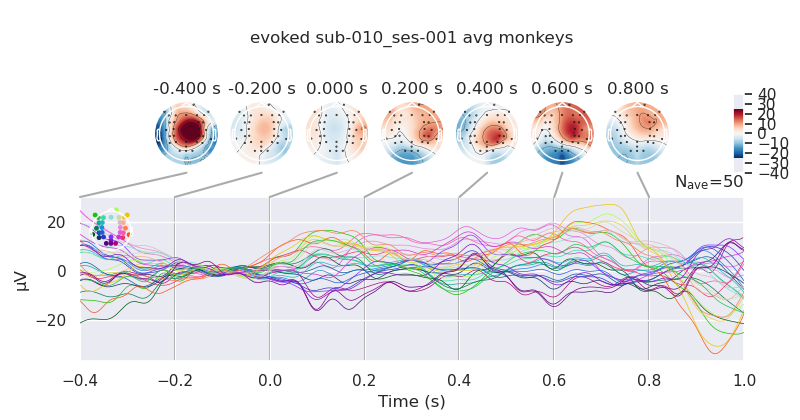 evoked sub-010_ses-001 avg monkeys
-0.400 s -0.200 s 0.000 s 0.200 s 0.400 s 0.600 s 0.800 s
40
30
20
10
0
−10
−20
−30
−40
Nave=50
20
0
−20
µV
−0.4 −0.2 0.0 0.2 0.4 0.6 0.8 1.0
Time (s)